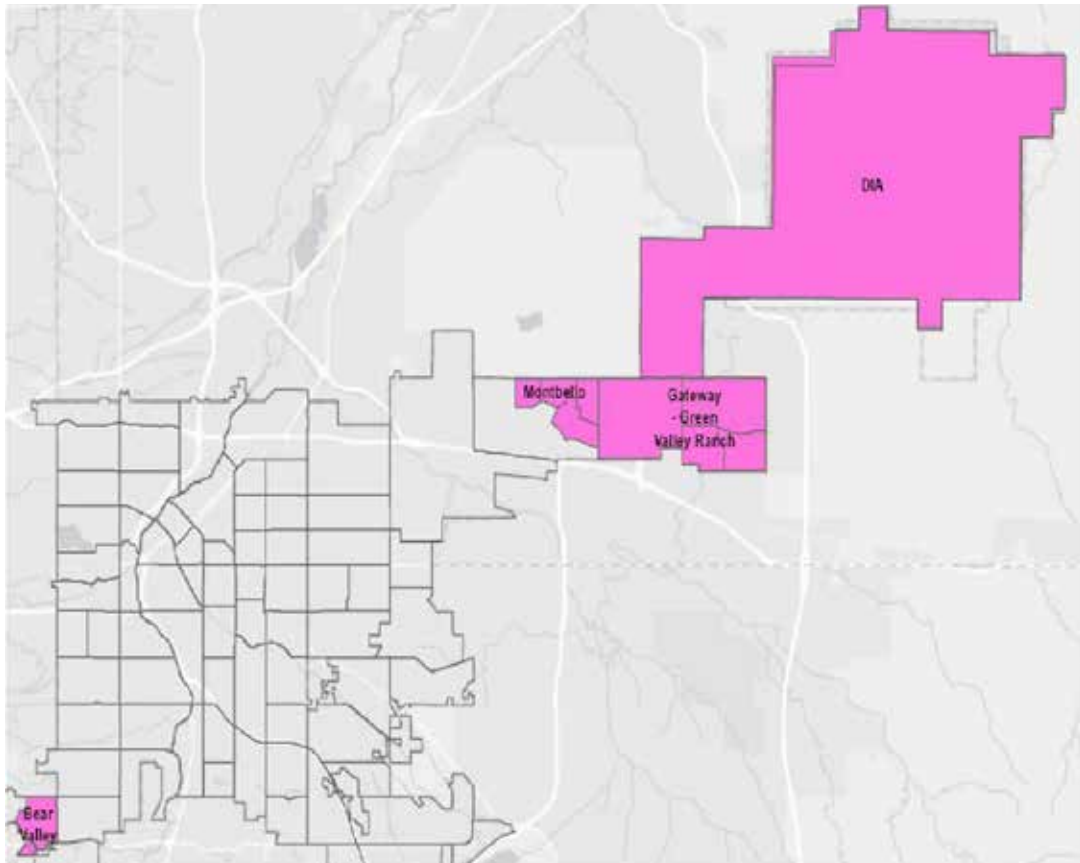 DIA
Montbello
Gateway
- Green
Valley Ranch
Bear
Valley